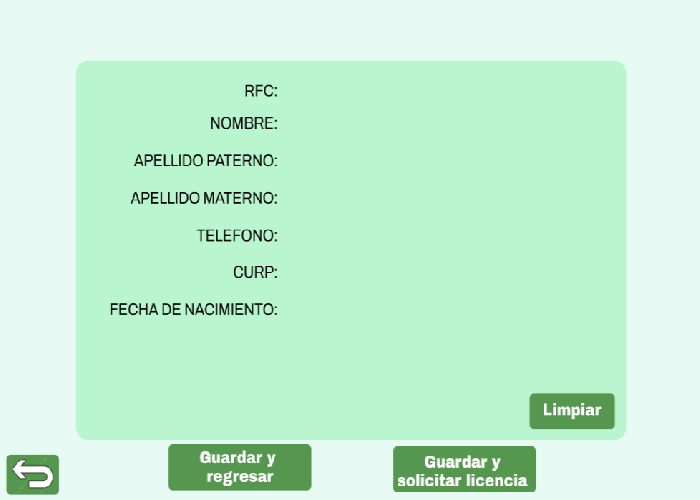 RFC:
NOMBRE:
APELLIDO PATERNO:
APELLIDO MATERNO:
TELEFONO:
CURP:
FECHA DE NACIMIENTO:
Limpiar
Guardar y
regresar
Guardar y
solicitar licencia